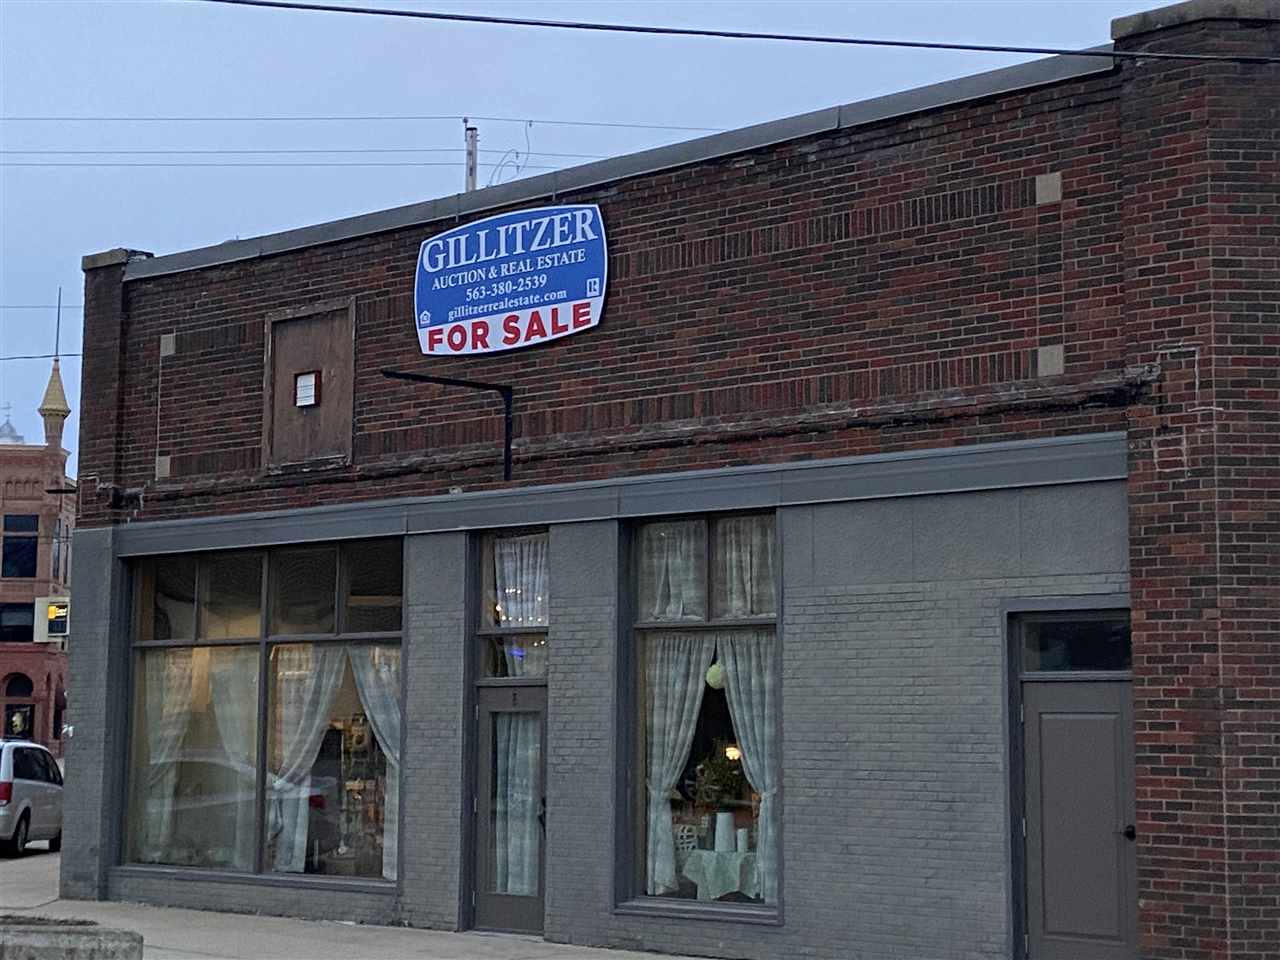 GILLITZER
AUCTION & REAL ESTATE
563-380-2539
gillitzerrealestate.com
FOR SALE